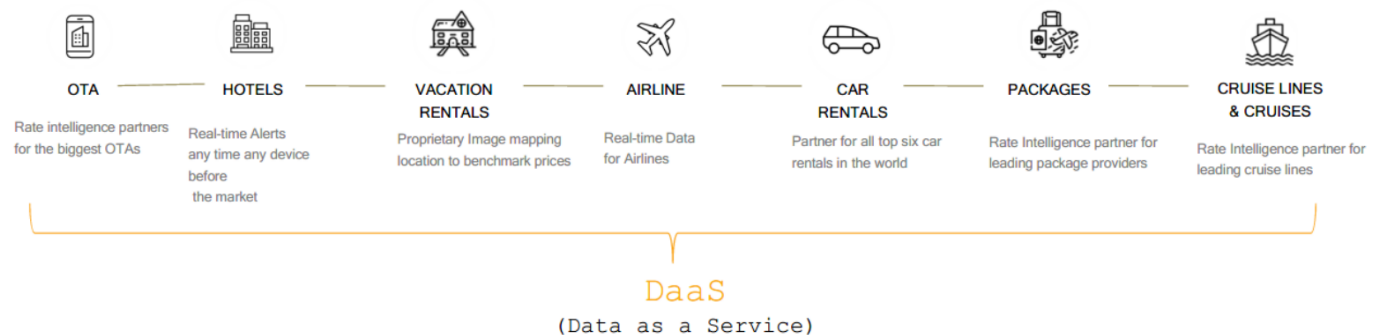 OTA
Rate intelligence partners
for the biggest OTAs
HOTELS
Real-time Alerts
any time any device
before
the market
VACATION
RENTALS
Proprietary Image mapping
location to benchmark prices
AIRLINE
Real-time Data
for Airlines
CAR
RENTALS
Partner for all top six car
rentals in the world
PACKAGES
Rate Intelligence partner for
leading package providers
CRUISE LINES
& CRUISES
Rate Intelligence partner for
leading cruise lines
DaaS
(Data as a Service)